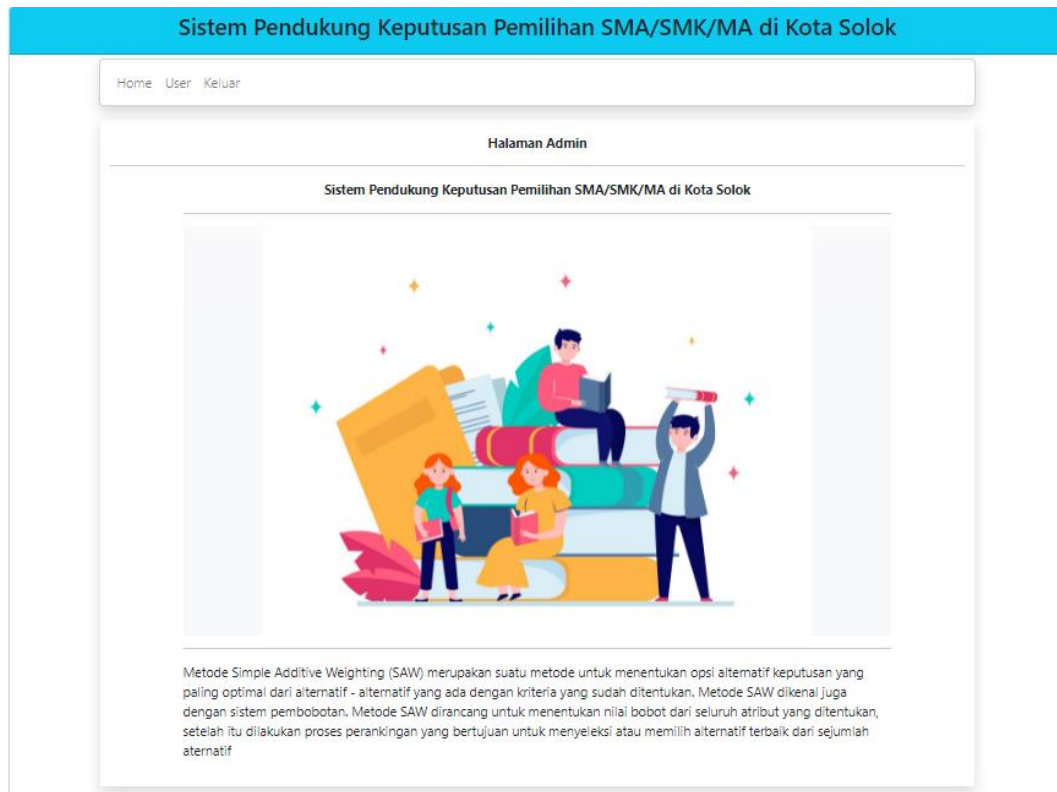 Sistem Pendukung Keputusan Pemilihan SMA/SMK/MA di Kota Solok
Home User Keluar
Halaman Admin
Sistem Pendukung Keputusan Pemilihan SMA/SMK/MA di Kota Solok
Metode Simple Additive Weighting (SAW) merupakan suatu metode untuk menentukan opsi alternatif keputusan yang
paling optimal dari alternatif - alternatif yang ada dengan kriteria yang sudah ditentukan. Metode SAW dikenal juga
dengan sistem pembobotan. Metode SAW dirancang untuk menentukan nilai bobot dari seluruh atribut yang ditentukan,
setelah itu dilakukan proses perankingan yang bertujuan untuk menyeleksi atau memilih alternatif terbaik dari sejumlah
aternatif